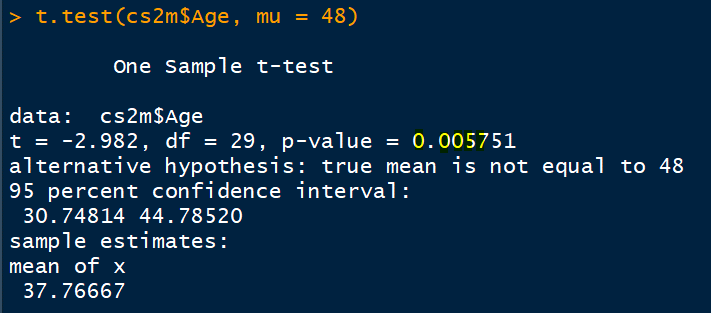 > t.test(cs2m$Age, mu = 48)
One Sample t-test
data:  cs2m$Age
t = -2.982, df = 29, p-value = 0.005751
alternative hypothesis: true mean is not equal to 48
95 percent confidence interval:
30.74814 44.78520
sample estimates:
mean of x
37.76667